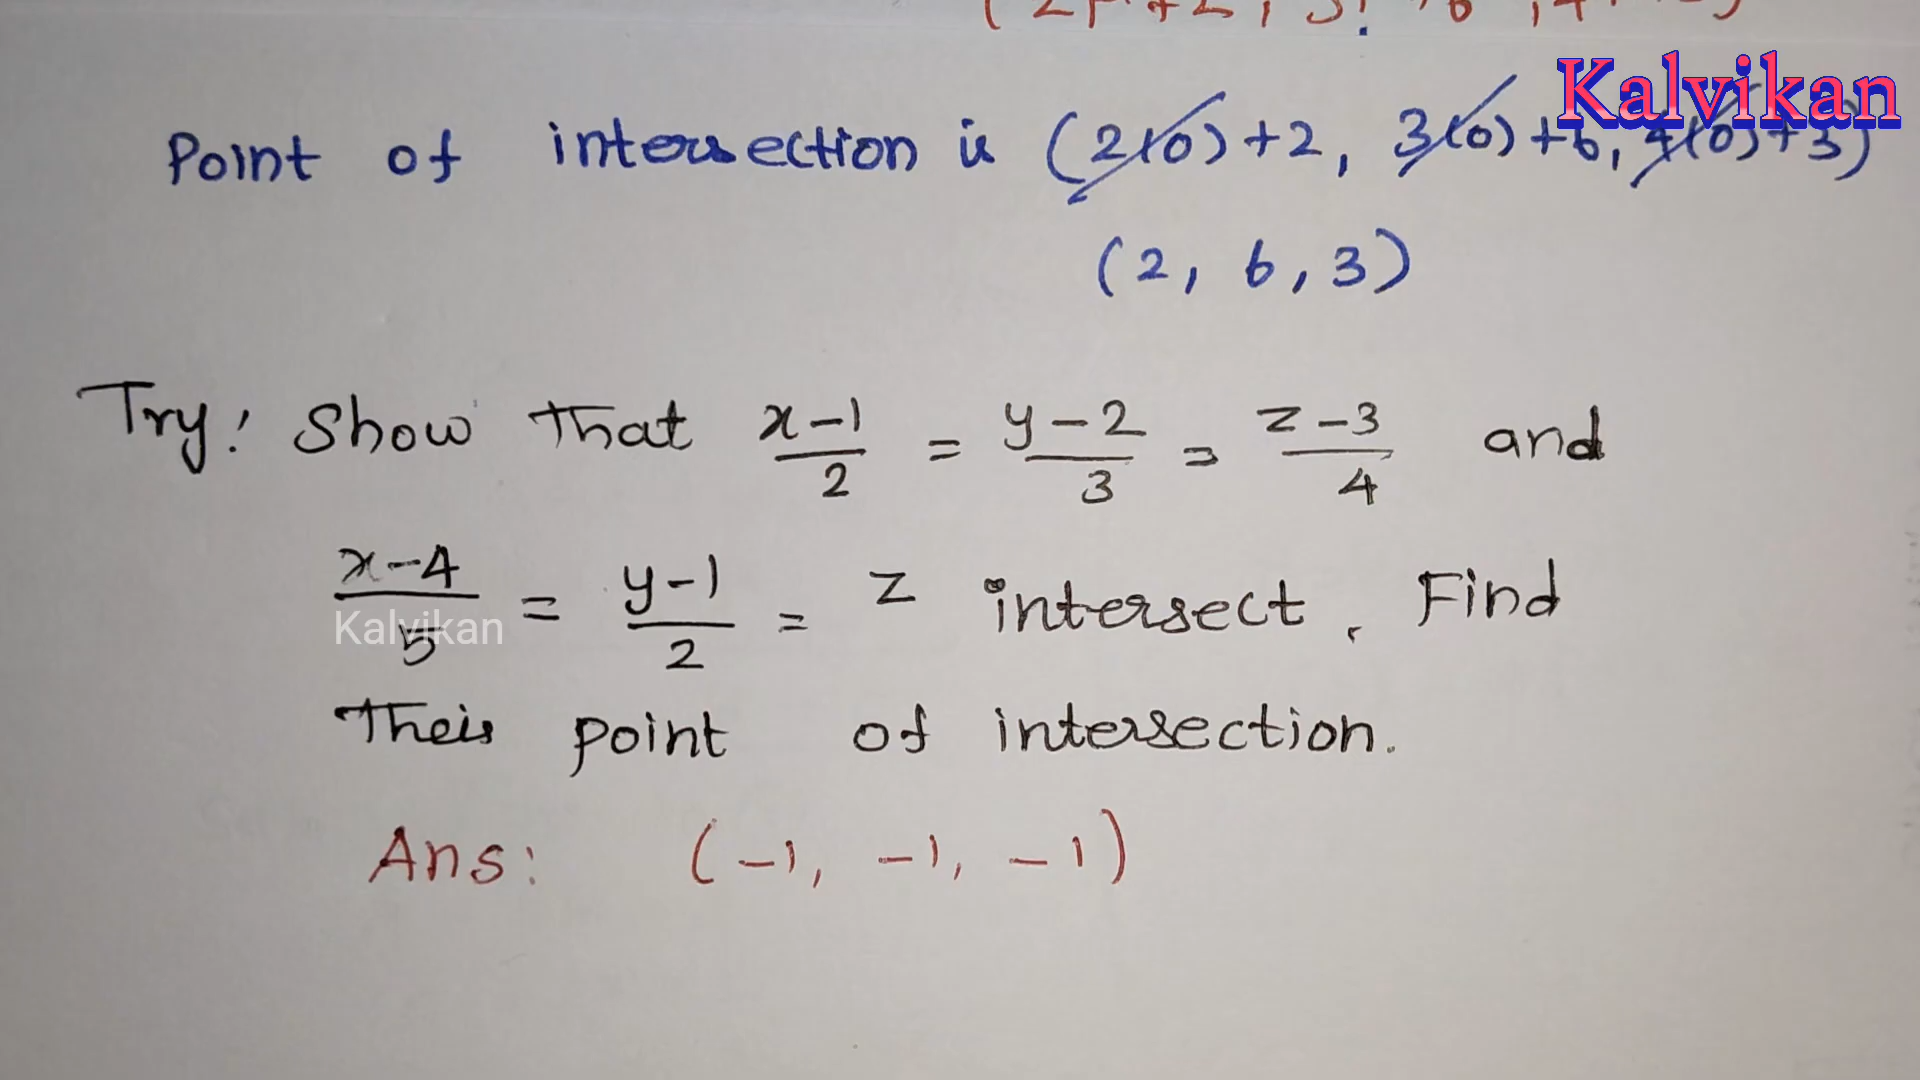 Kalvikan
Point of intersection is (2(0)+2, 3(0)+6, 4(0)+3)
(2, 6, 3)
Try: Show That x-1/2 = y-2/3 = z-3/4 and
x-4/5 = y-1/2 = z intersect. Find
Kalvikan
Their point of intersection.
Ans: (-1, -1, -1)